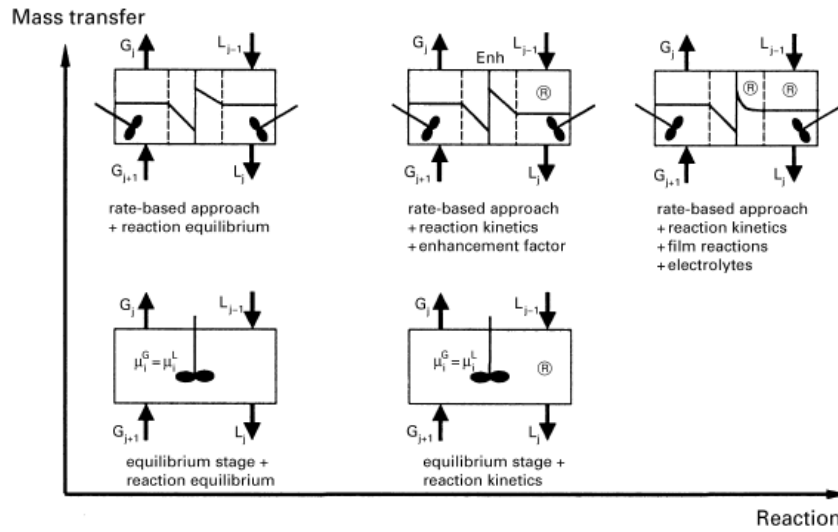 Mass transfer
G_j L_{j-1}
G_j Enh L_{j-1}
G_j L_{j-1}
Ⓡ
Ⓡ Ⓡ
G_{j+1} L_j
G_{j+1} L_j
G_{j+1} L_j
rate-based approach
+ reaction equilibrium
rate-based approach
+reaction kinetics
+enhancement factor
rate-based approach
+reaction kinetics
+film reactions
+electrolytes
G_j L_{j-1}
G_j L_{j-1}
μ_i^G = μ_i^L
μ_i^G = μ_i^L Ⓡ
G_{j+1} L_j
G_{j+1} L_j
equilibrium stage +
reaction equilibrium
equilibrium stage +
reaction kinetics
Reaction